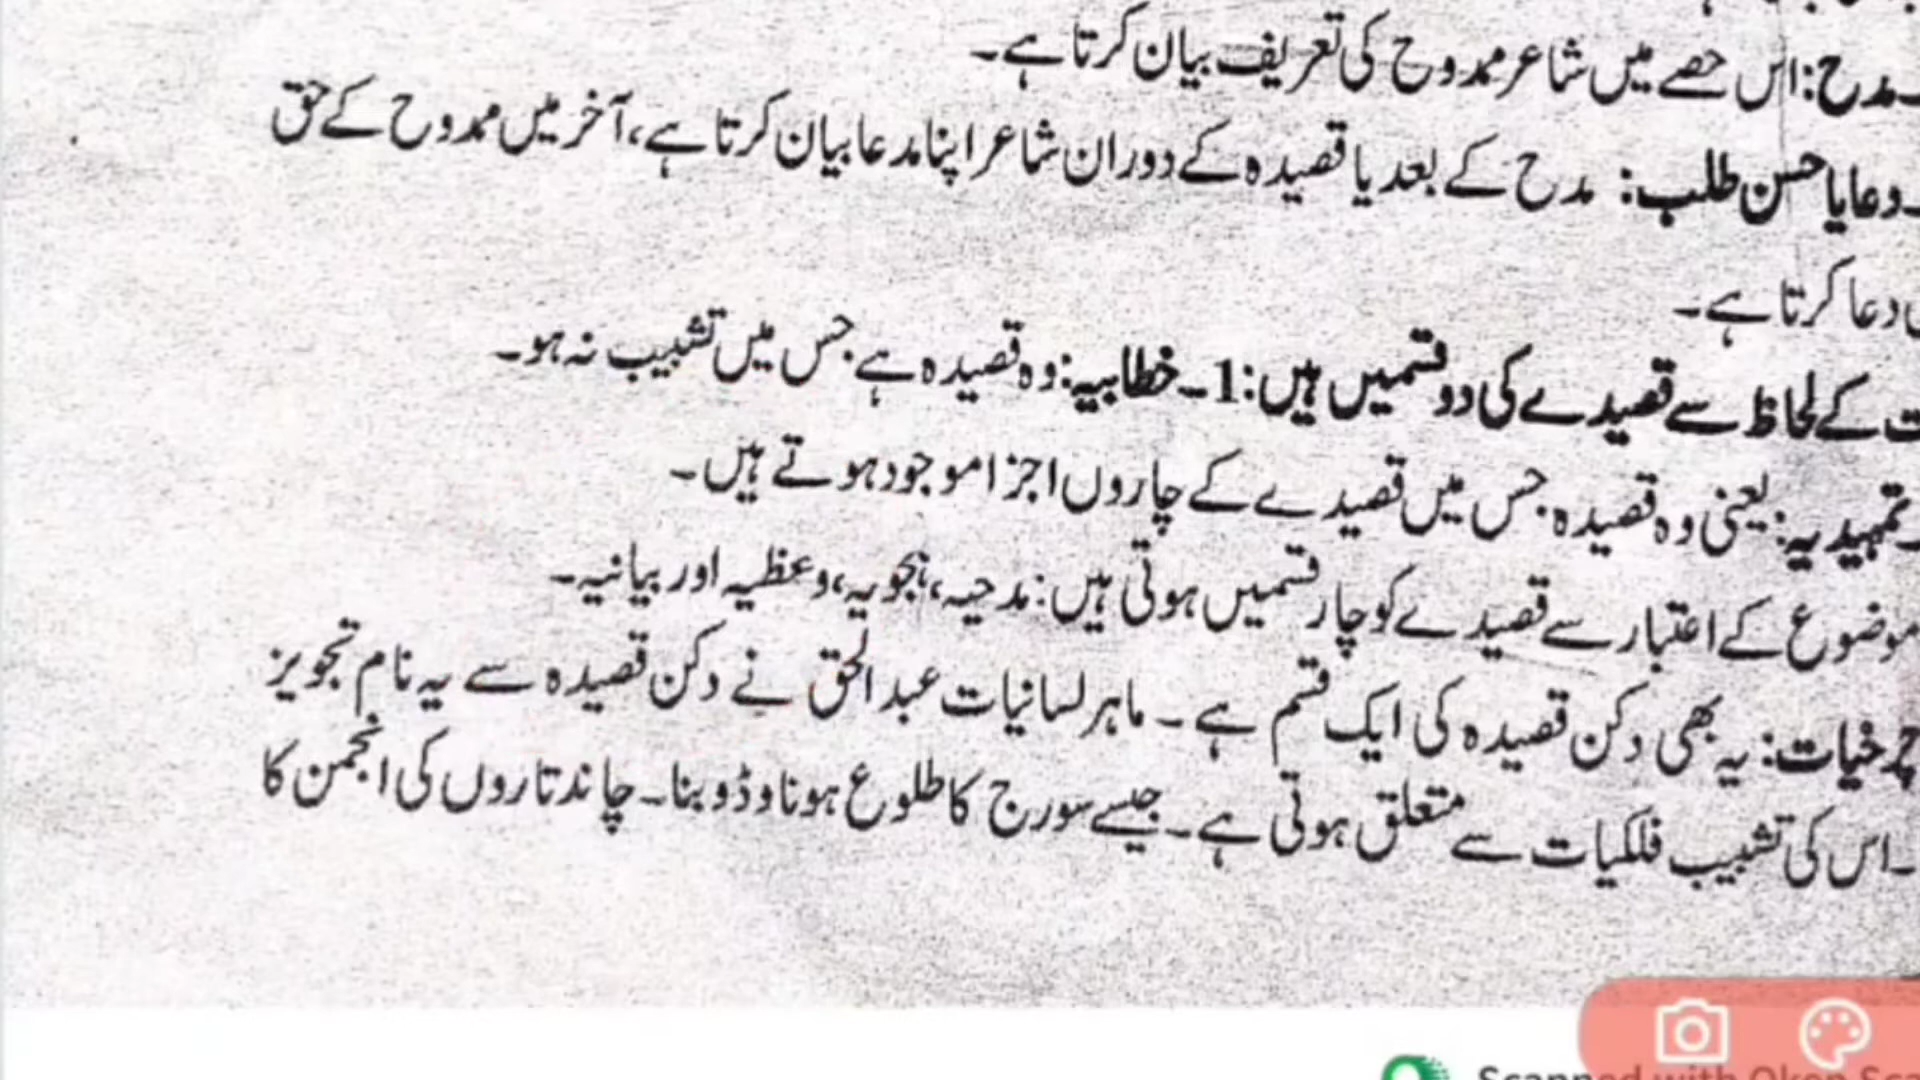 مدح: اس حصے میں شاعر ممدوح کی تعریف بیان کرتا ہے۔
دعا یا حسن طلب: مدح کے بعد یا قصیدہ کے دوران شاعر اپنا مدعا بیان کرتا ہے، آخر میں ممدوح کے حق
دعا کرتا ہے۔
کے لحاظ سے قصیدے کی دو قسمیں ہیں: 1۔ خطابیہ: وہ قصیدہ ہے جس میں تشبیب نہ ہو۔
تمہیدیہ: یعنی وہ قصیدہ جس میں قصیدے کے چاروں اجزا موجود ہوتے ہیں۔
موضوع کے اعتبار سے قصیدے کو چار قسمیں ہوتی ہیں: مدحیہ، ہجویہ، وعظیہ اور بیانیہ۔
چرخیات: یہ بھی دکن قصیدہ کی ایک قسم ہے۔ ماہر لسانیات عبدالحق نے دکن قصیدہ سے یہ نام تجویز
۔اس کی تشبیب فلکیات سے متعلق ہوتی ہے۔ جیسے سورج کا طلوع ہونا و ڈوبنا۔ چاند تاروں کی انجمن کا
Scanned with Oken